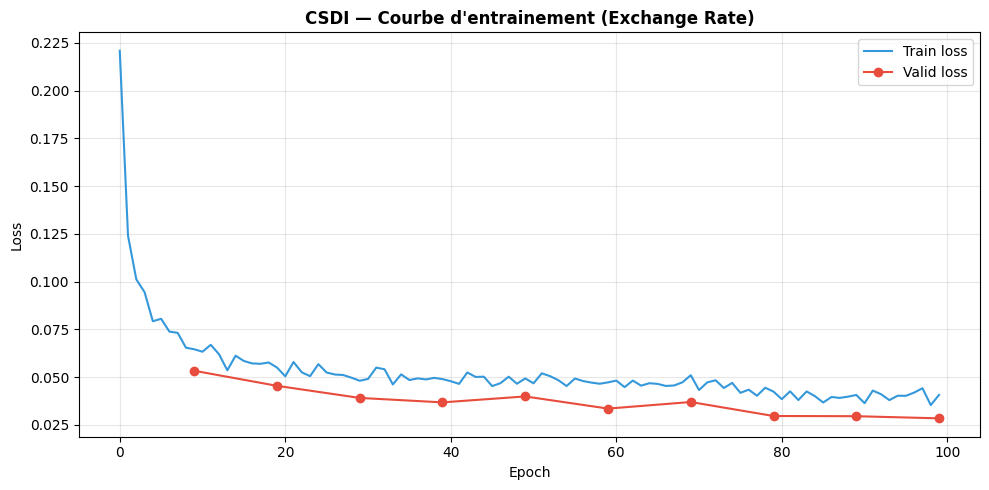 CSDI — Courbe d'entrainement (Exchange Rate)
Train loss
Valid loss
Loss
0.225
0.200
0.175
0.150
0.125
0.100
0.075
0.050
0.025
0 20 40 60 80 100
Epoch